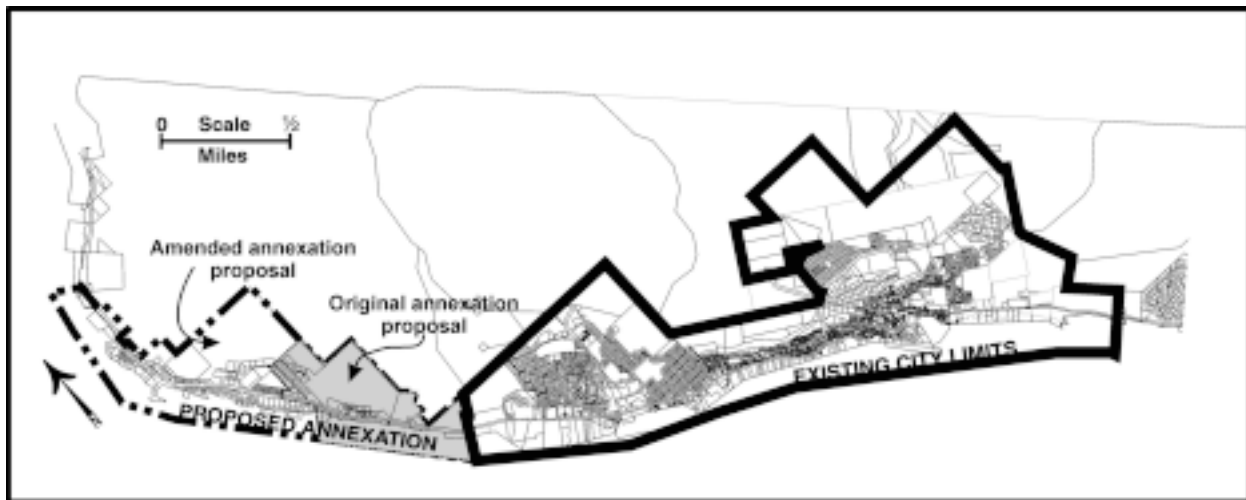 0 Scale ½
Miles
Amended annexation
proposal
Original annexation
proposal
PROPOSED ANNEXATION
EXISTING CITY LIMITS